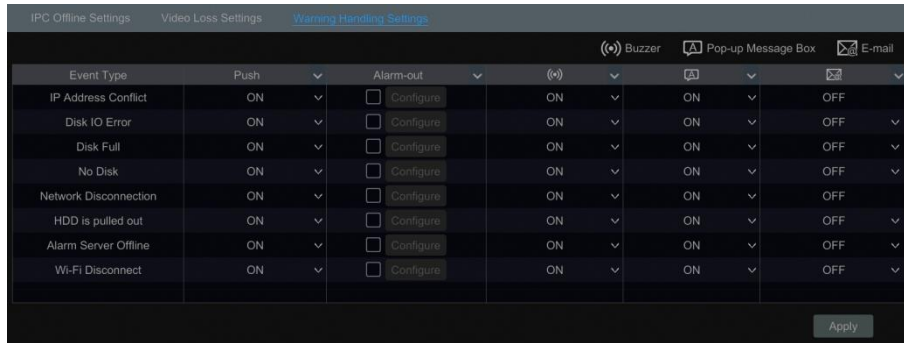 IPC Offline Settings Video Loss Settings Warning Handling Settings
Buzzer Pop-up Message Box E-mail
Event Type Push Alarm-out
IP Address Conflict ON Configure ON ON OFF
Disk IO Error ON Configure ON ON OFF
Disk Full ON Configure ON ON OFF
No Disk ON Configure ON ON OFF
Network Disconnection ON Configure ON ON OFF
HDD is pulled out ON Configure ON ON OFF
Alarm Server Offline ON Configure ON ON OFF
Wi-Fi Disconnect ON Configure ON ON OFF
Apply